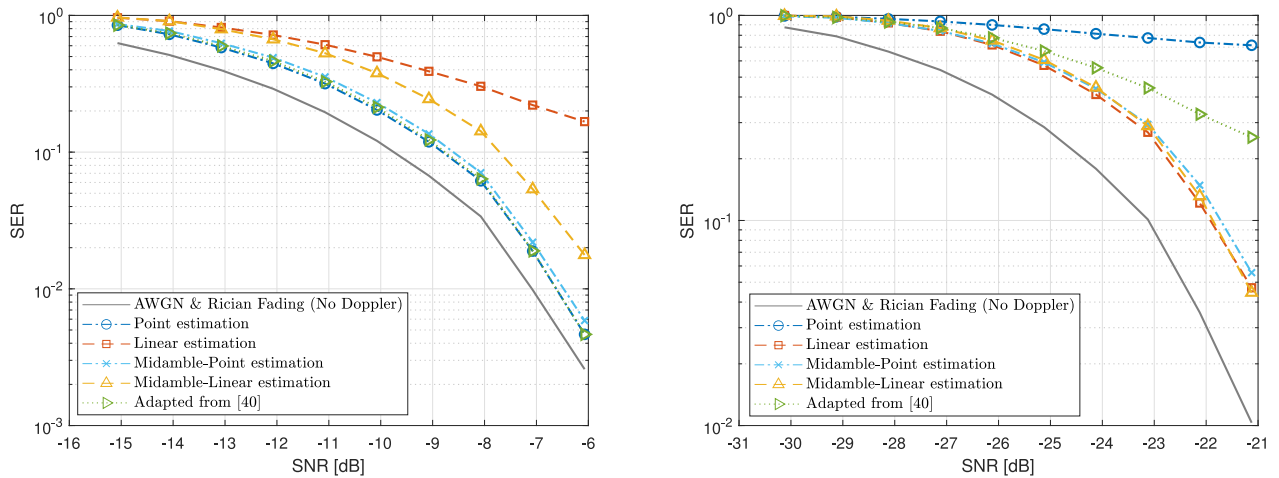 10^0
10^-1
10^-2
10^-3
SER
-16 -15 -14 -13 -12 -11 -10 -9 -8 -7 -6
SNR [dB]
AWGN & Rician Fading (No Doppler)
Point estimation
Linear estimation
Midamble-Point estimation
Midamble-Linear estimation
Adapted from [40]
10^0
10^-1
10^-2
SER
-31 -30 -29 -28 -27 -26 -25 -24 -23 -22 -21
SNR [dB]
AWGN & Rician Fading (No Doppler)
Point estimation
Linear estimation
Midamble-Point estimation
Midamble-Linear estimation
Adapted from [40]